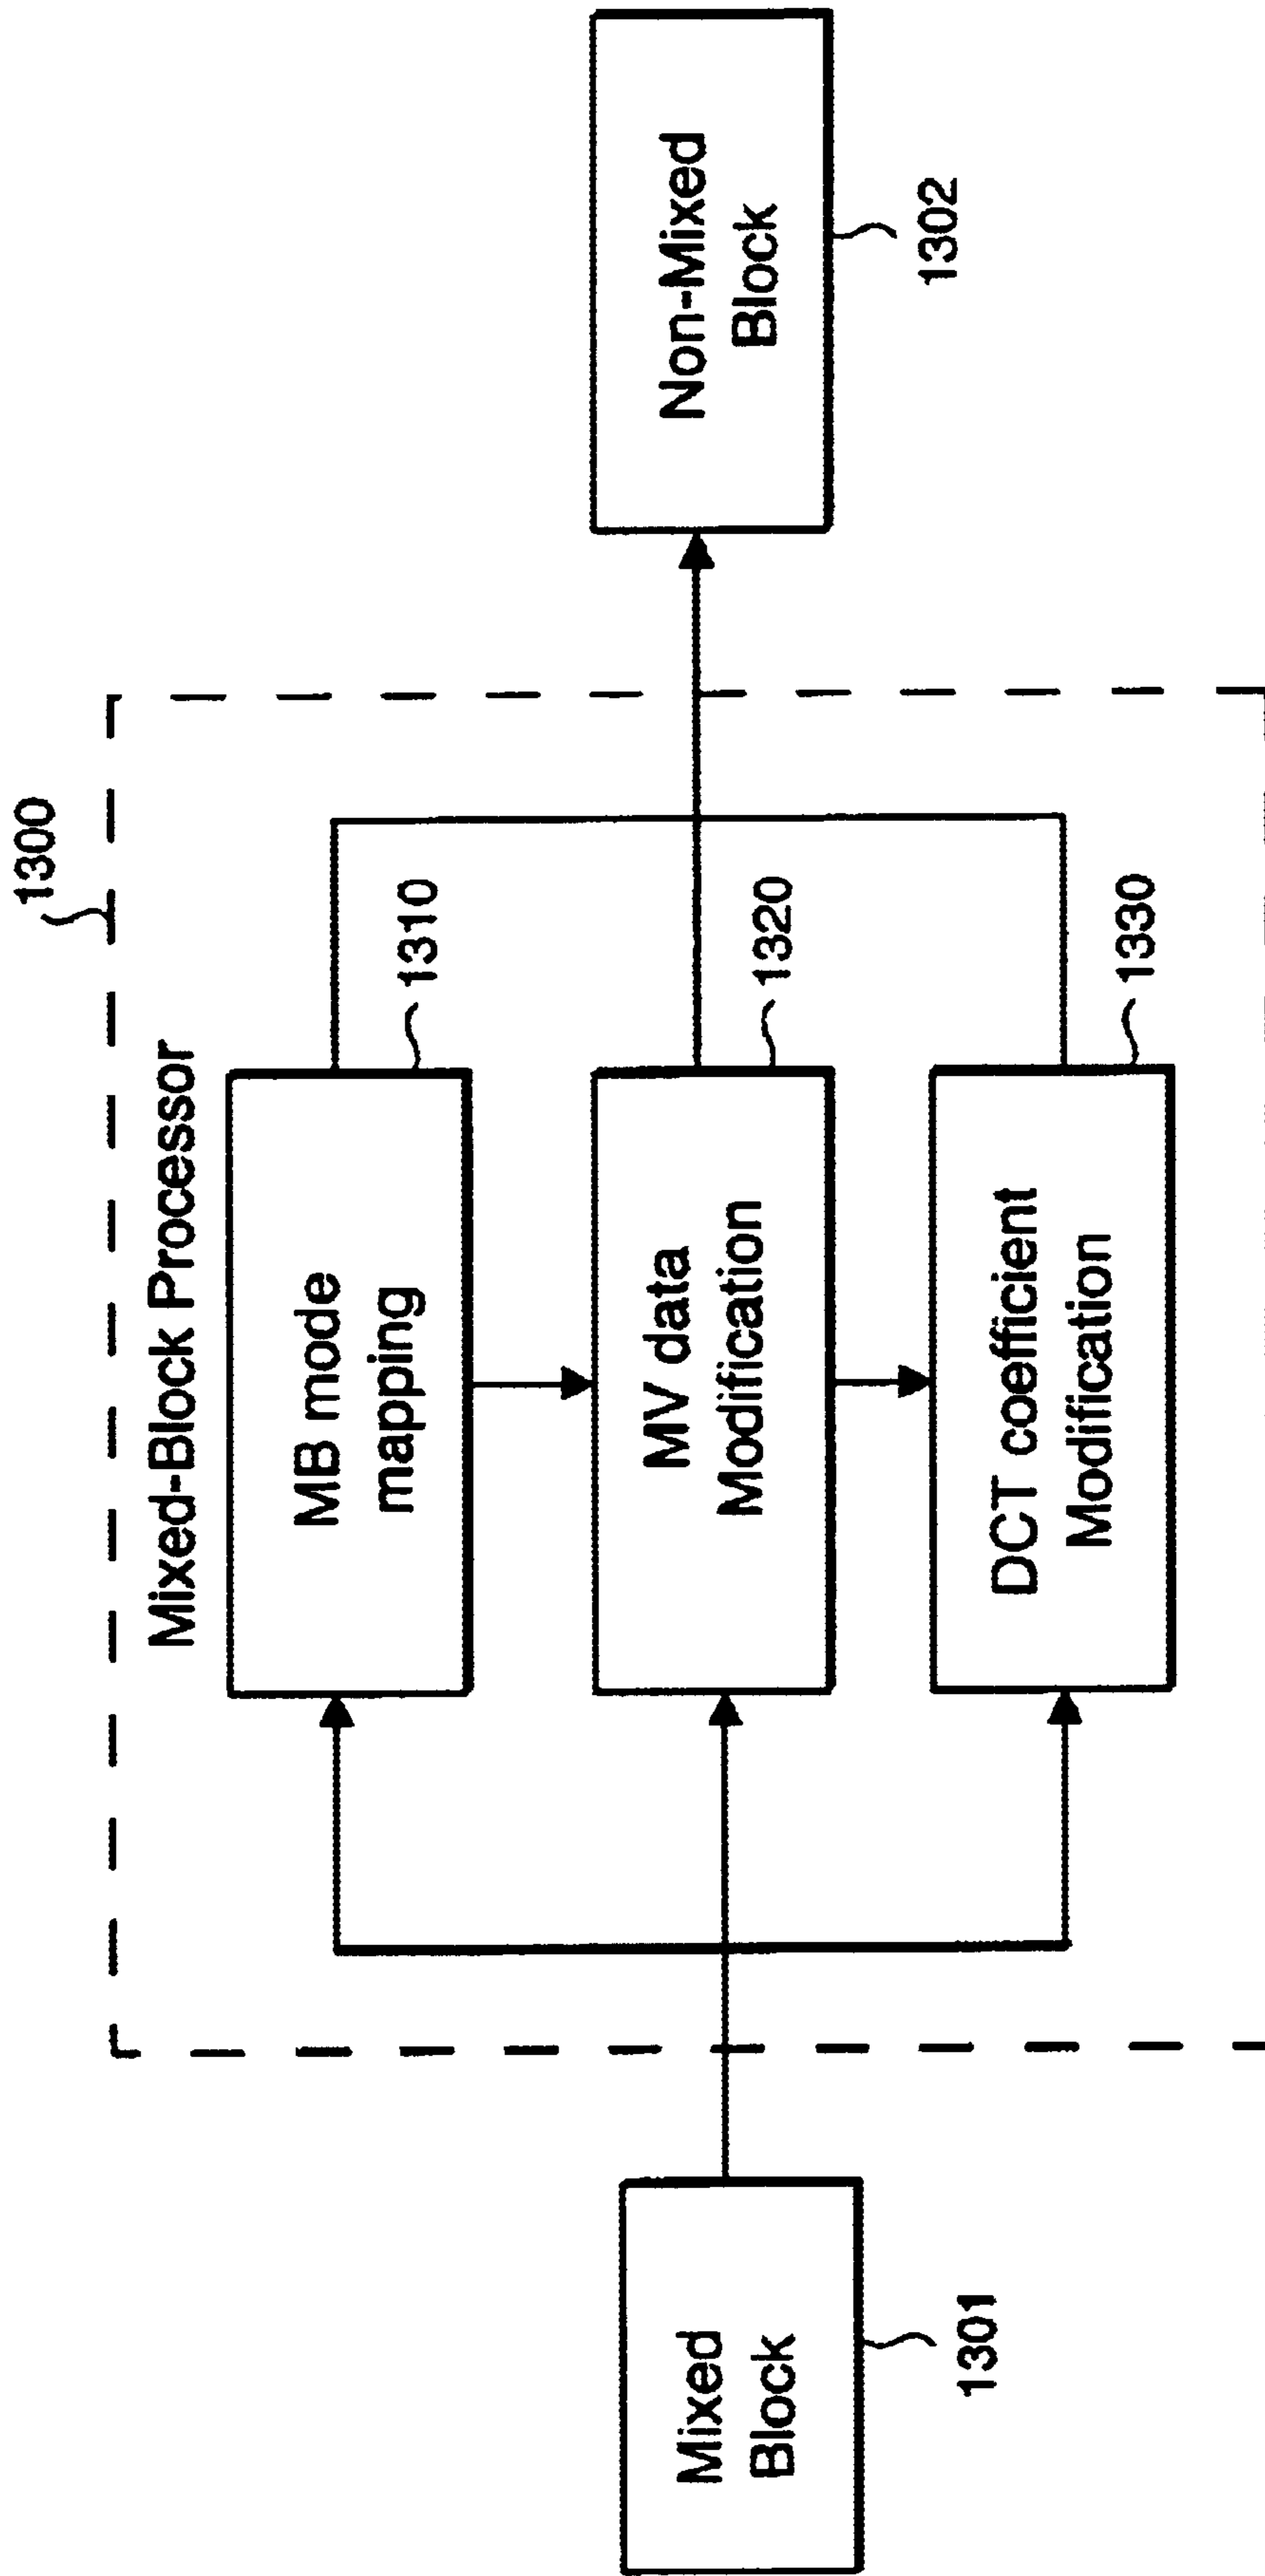 1300
Mixed-Block Processor
MB mode
mapping
1310
MV data
Modification
1320
DCT coefficient
Modification
1330
Mixed
Block
1301
Non-Mixed
Block
1302